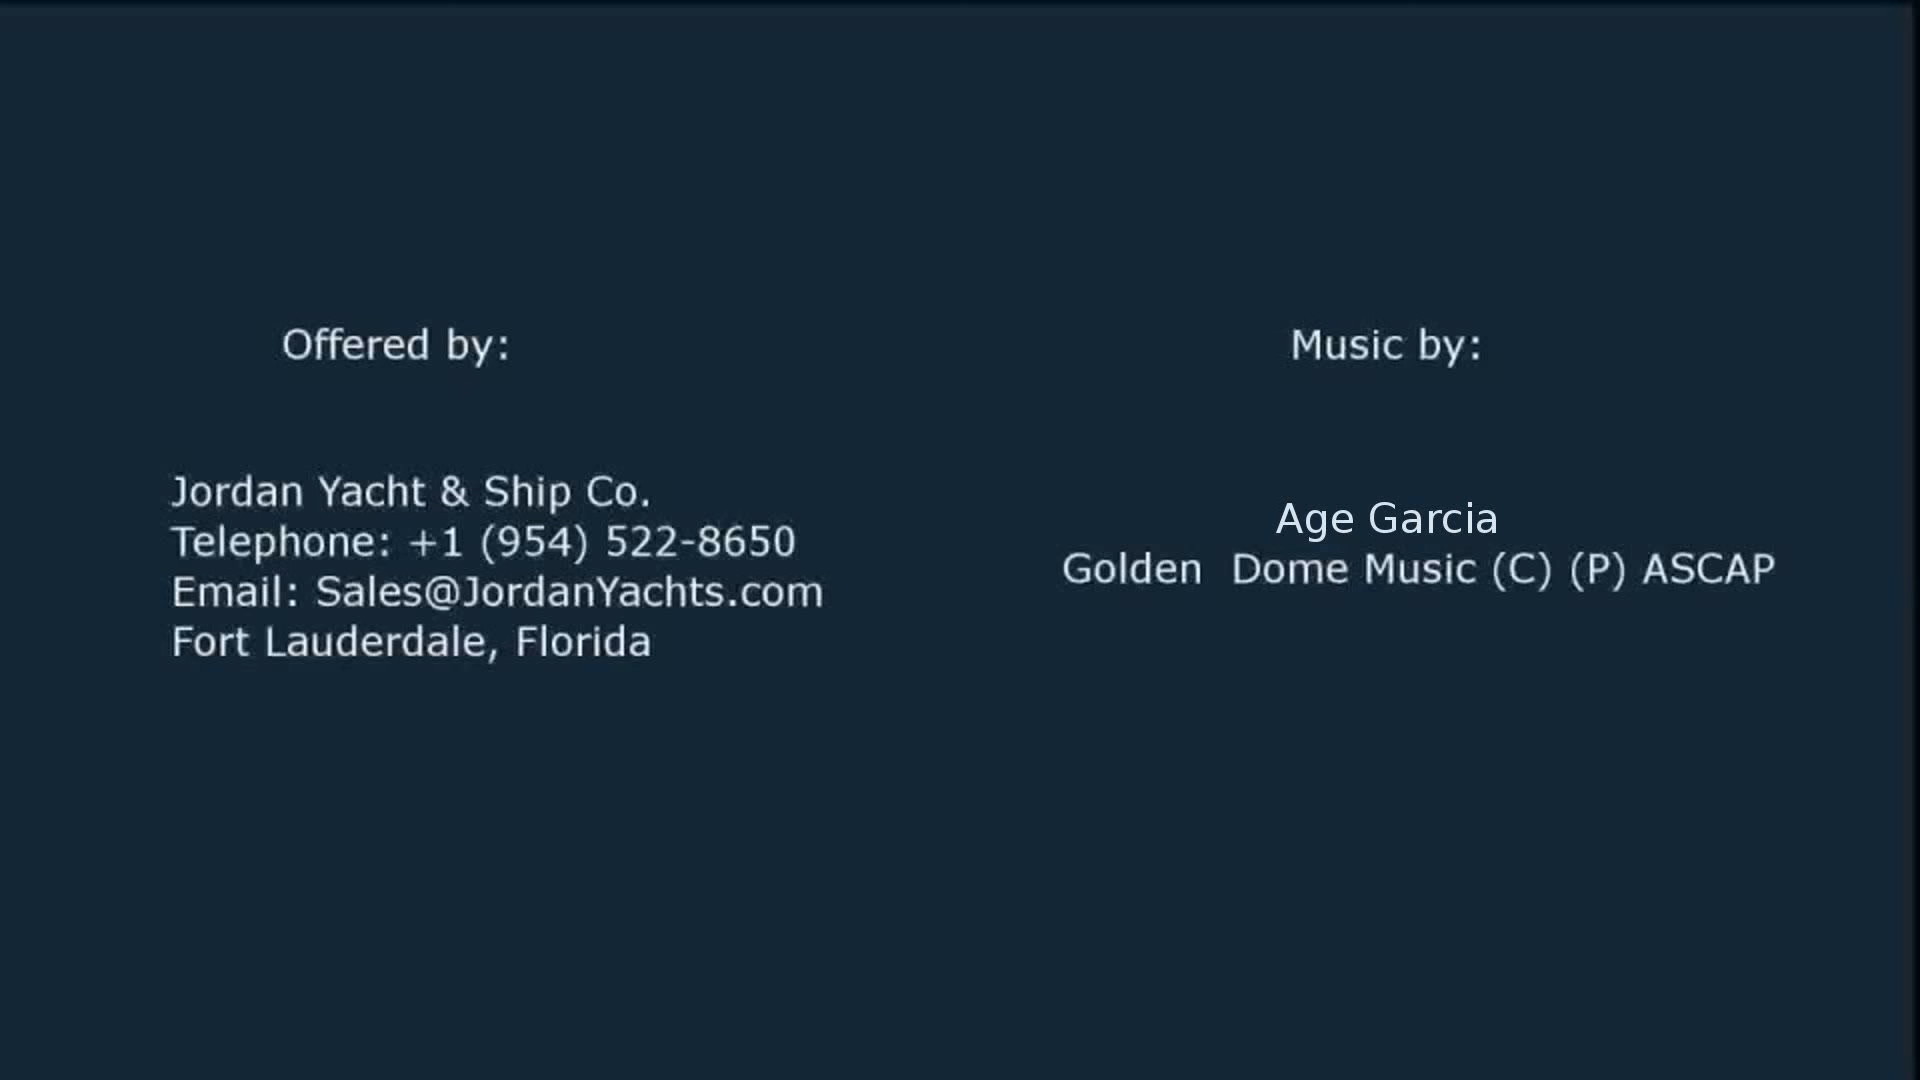 Offered by:
Jordan Yacht & Ship Co.
Telephone: +1 (954) 522-8650
Email: Sales@JordanYachts.com
Fort Lauderdale, Florida
Music by:
Age Garcia
Golden  Dome Music (C) (P) ASCAP